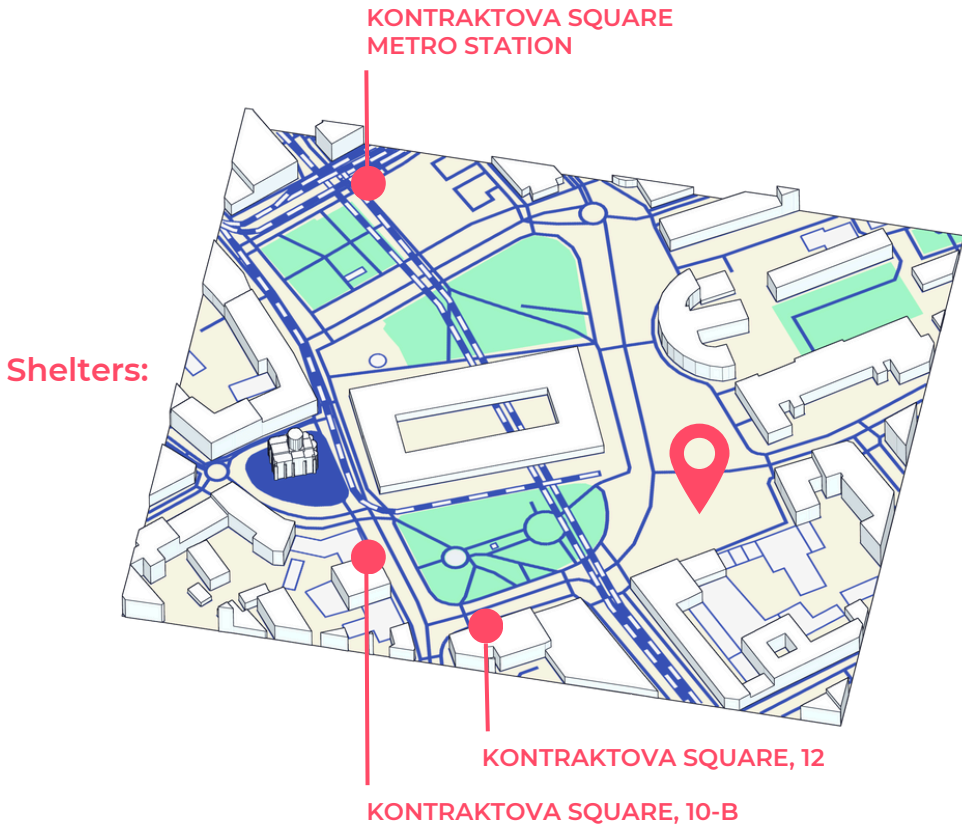 KONTRAKTOVA SQUARE
METRO STATION
Shelters:
KONTRAKTOVA SQUARE, 12
KONTRAKTOVA SQUARE, 10-B